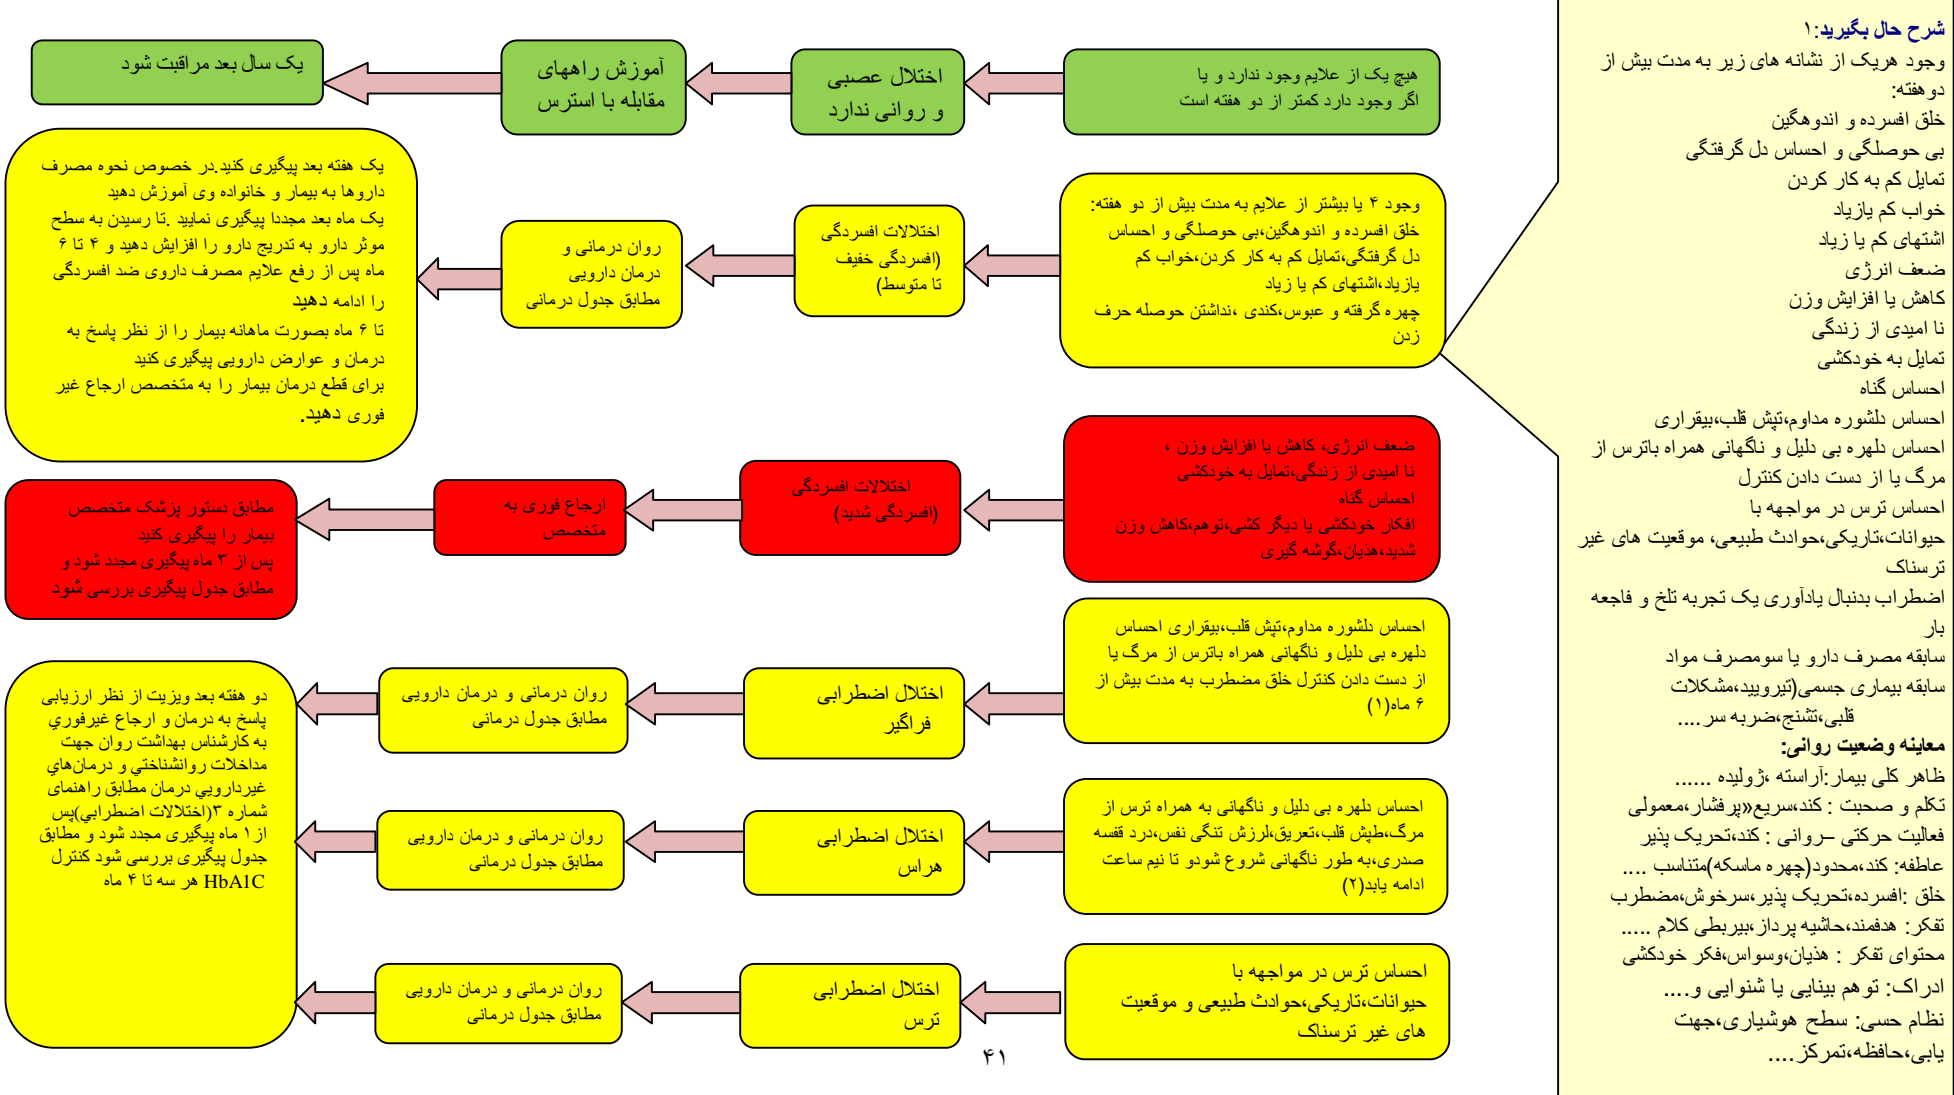 شرح حال بگیرید:۱
وجود هریک از نشانه های زیر به مدت بیش از
دوهفته:
خلق افسرده و اندوهگین
بی حوصلگی و احساس دل گرفتگی
تمایل کم به کار کردن
خواب کم یازیاد
اشتهای کم یا زیاد
ضعف انرژی
کاهش یا افزایش وزن
نا امیدی از زندگی
تمایل به خودکشی
احساس گناه
احساس دلشوره مداوم،تپش قلب،بیقراری
احساس دلهره بی دلیل و ناگهانی همراه باترس از
مرگ یا از دست دادن کنترل
احساس ترس در مواجهه با
حیوانات،تاریکی،حوادث طبیعی، موقعیت های غیر
ترسناک
اضطراب بدنبال یادآوری یک تجربه تلخ و فاجعه
بار
سابقه مصرف دارو یا سومصرف مواد
سابقه بیماری جسمی(تیرویید،مشکلات
قلبی،تشنج،ضربه سر....
معاینه وضعیت روانی:
ظاهر کلی بیمار:آراسته ،ژولیده ......
تکلم و صحبت : کند،سریع«پرفشار،معمولی
فعالیت حرکتی –روانی : کند،تحریک پذیر
عاطفه: کند،محدود(چهره ماسکه)متناسب ....
خلق :افسرده،تحریک پذیر،سرخوش،مضطرب
تفکر: هدفمند،حاشیه پرداز،بیربطی کلام .....
محتوای تفکر : هذیان،وسواس،فکر خودکشی
ادراک: توهم بینایی یا شنوایی و....
نظام حسی: سطح هوشیاری،جهت
یابی،حافظه،تمرکز....
هیچ یک از علایم وجود ندارد و یا
اگر وجود دارد کمتر از دو هفته است
اختلال عصبی
و روانی ندارد
آموزش راههای
مقابله با استرس
یک سال بعد مراقبت شود
وجود ۴ یا بیشتر از علایم به مدت بیش از دو هفته:
خلق افسرده و اندوهگین،بی حوصلگی و احساس
دل گرفتگی،تمایل کم به کار کردن،خواب کم
یازیاد،اشتهای کم یا زیاد
چهره گرفته و عبوس،کندی ،نداشتن حوصله حرف
زدن
اختلالات افسردگی
(افسردگی خفیف
تا متوسط)
روان درمانی و
درمان دارویی
مطابق جدول درمانی
یک هفته بعد پیگیری کنید.در خصوص نحوه مصرف
داروها به بیمار و خانواده وی آموزش دهید
یک ماه بعد مجددا پیگیری نمایید .تا رسیدن به سطح
موثر دارو به تدریج دارو را افزایش دهید و ۴ تا ۶
ماه پس از رفع علایم مصرف داروی ضد افسردگی
را ادامه دهید
تا ۶ ماه بصورت ماهانه بیمار را از نظر پاسخ به
درمان و عوارض دارویی پیگیری کنید
برای قطع درمان بیمار را به متخصص ارجاع غیر
فوری دهید.
ضعف انرژی، کاهش یا افزایش وزن ،
نا امیدی از زندگی،تمایل به خودکشی
احساس گناه
افکار خودکشی یا دیگر کشی،توهم،کاهش وزن
شدید،هذیان،گوشه گیری
اختلالات افسردگی
(افسردگی شدید)
ارجاع فوری به
متخصص
مطابق دستور پزشک متخصص
بیمار را پیگیری کنید
پس از ۳ ماه پیگیری مجدد شود و
مطابق جدول پیگیری بررسی شود
احساس دلشوره مداوم،تپش قلب،بیقراری احساس
دلهره بی دلیل و ناگهانی همراه باترس از مرگ یا
از دست دادن کنترل خلق مضطرب به مدت بیش از
۶ ماه(۱)
اختلال اضطرابی
فراگیر
روان درمانی و درمان دارویی
مطابق جدول درمانی
دو هفته بعد ویزیت از نظر ارزیابی
پاسخ به درمان و ارجاع غیرفوري
به کارشناس بهداشت روان جهت
مداخلات روانشناختي و درمان‌هاي
غیردارويي درمان مطابق راهنمای
شماره ۳(اختلالات اضطرابي)پس
از۱ ماه پیگیری مجدد شود و مطابق
جدول پیگیری بررسی شود کنترل
HbA1C هر سه تا ۴ ماه
احساس دلهره بی دلیل و ناگهانی به همراه ترس از
مرگ،طپش قلب،تعریق،لرزش تنگی نفس،درد قفسه
صدری،به طور ناگهانی شروع شودو تا نیم ساعت
ادامه یابد(۲)
اختلال اضطرابی
هراس
روان درمانی و درمان دارویی
مطابق جدول درمانی
احساس ترس در مواجهه با
حیوانات،تاریکی،حوادث طبیعی و موقعیت
های غیر ترسناک
اختلال اضطرابی
ترس
روان درمانی و درمان دارویی
مطابق جدول درمانی
۴۱